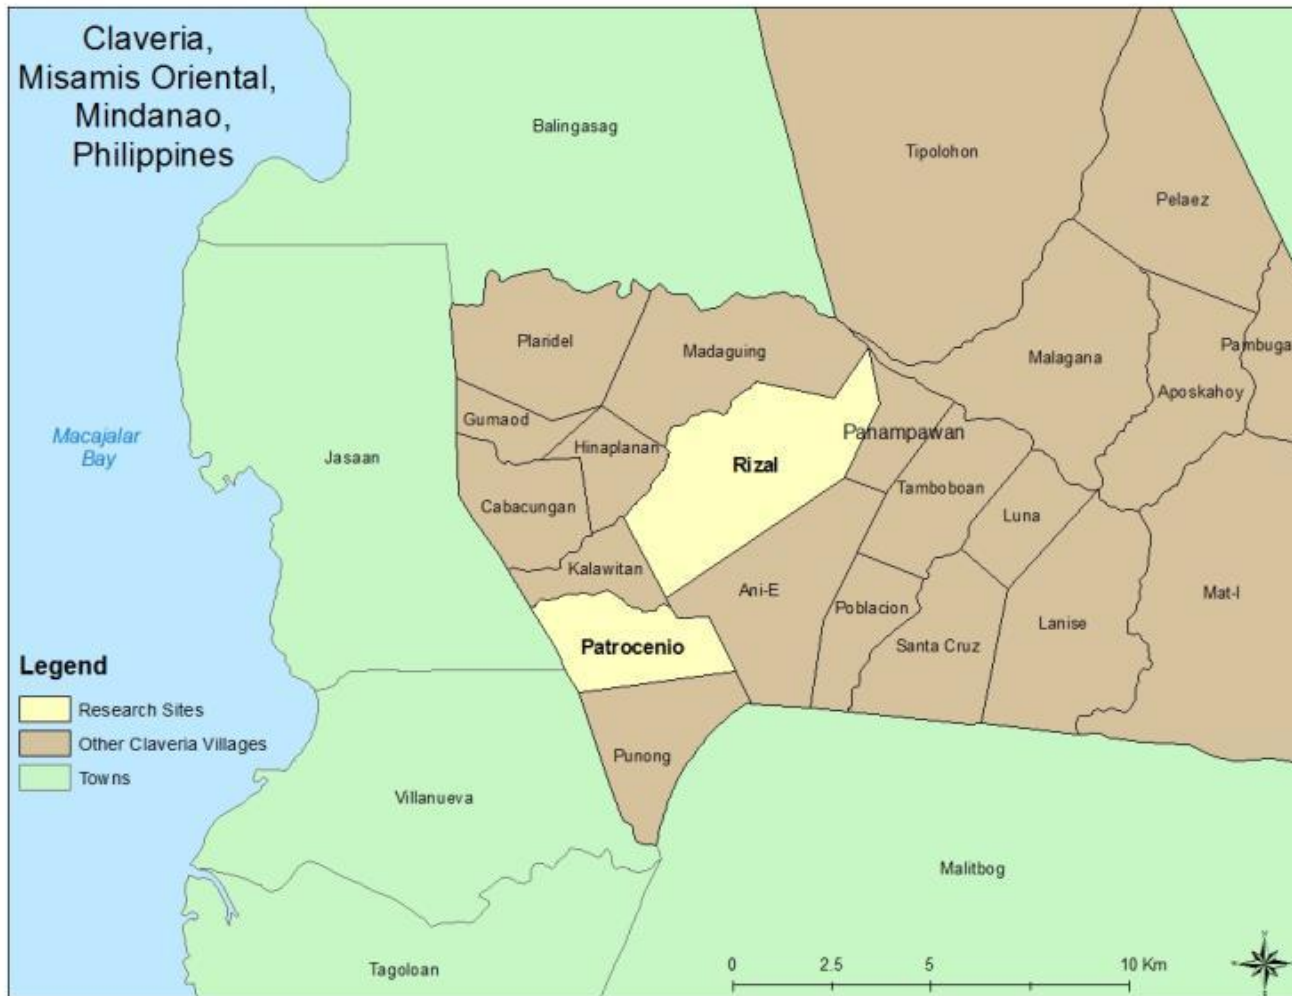 Claveria,
Misamis Oriental,
Mindanao,
Philippines
Balingasag
Tipolohon
Pelaez
Plaridel
Madaguing
Malagana
Pambuga
Aposkahoy
Gumaod
Macajalar
Bay
Jasaan
Hinaplanan
Panampawan
Rizal
Tamboboan
Cabacungan
Luna
Kalawitan
Ani-E
Poblacion
Mat-I
Lanise
Patrocenio
Santa Cruz
Legend
Research Sites
Other Claveria Villages
Towns
Punong
Villanueva
Malitbog
Tagoloan
0 2.5 5 10 Km